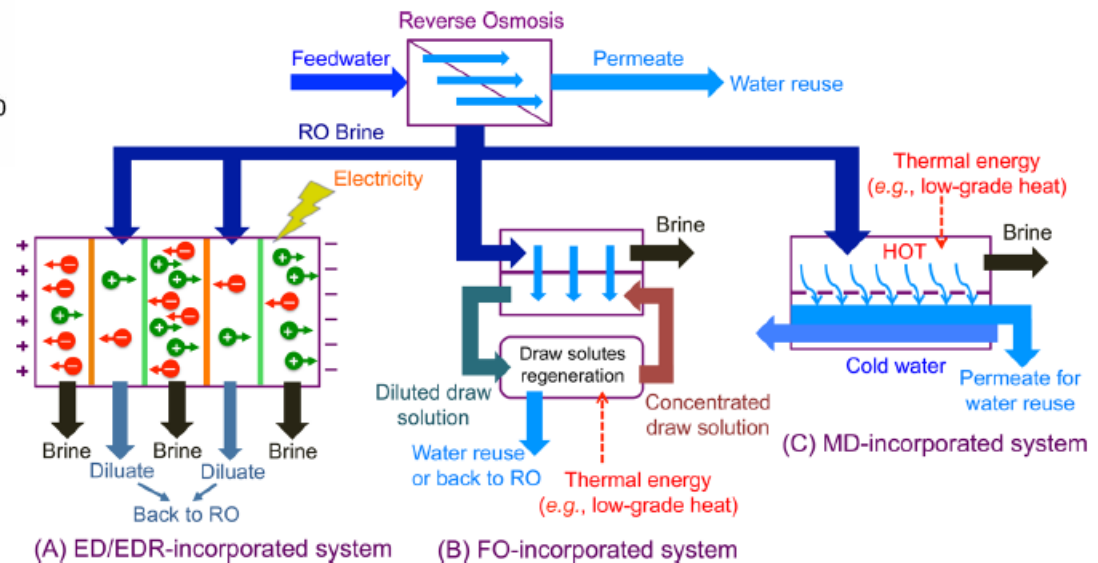 Reverse Osmosis
Feedwater
Permeate
Water reuse
0
RO Brine
Electricity
Thermal energy
(e.g., low-grade heat)
Brine
Brine
HOT
+ −
+ −
+ −
+ −
+ −
+ −
Draw solutes
regeneration
Cold water
Diluted draw
solution
Concentrated
draw solution
Permeate for
water reuse
Brine
Brine
Brine
Diluate
Diluate
Water reuse
or back to RO
Thermal energy
(e.g., low-grade heat)
Back to RO
(A) ED/EDR-incorporated system
(B) FO-incorporated system
(C) MD-incorporated system